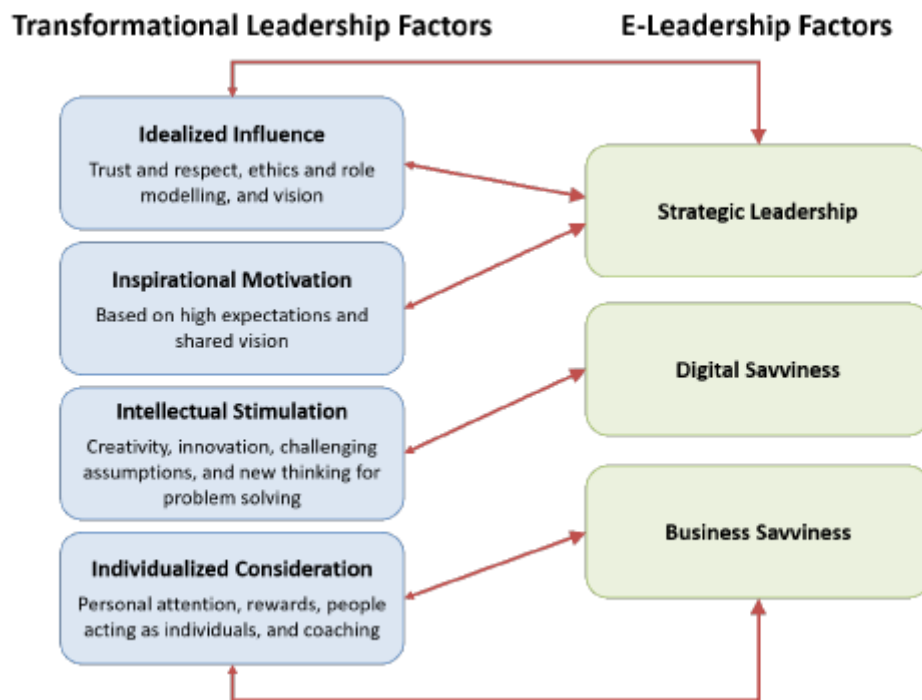 Transformational Leadership Factors
E-Leadership Factors
Idealized Influence
Trust and respect, ethics and role
modelling, and vision
Inspirational Motivation
Based on high expectations and
shared vision
Intellectual Stimulation
Creativity, innovation, challenging
assumptions, and new thinking for
problem solving
Individualized Consideration
Personal attention, rewards, people
acting as individuals, and coaching
Strategic Leadership
Digital Savviness
Business Savviness